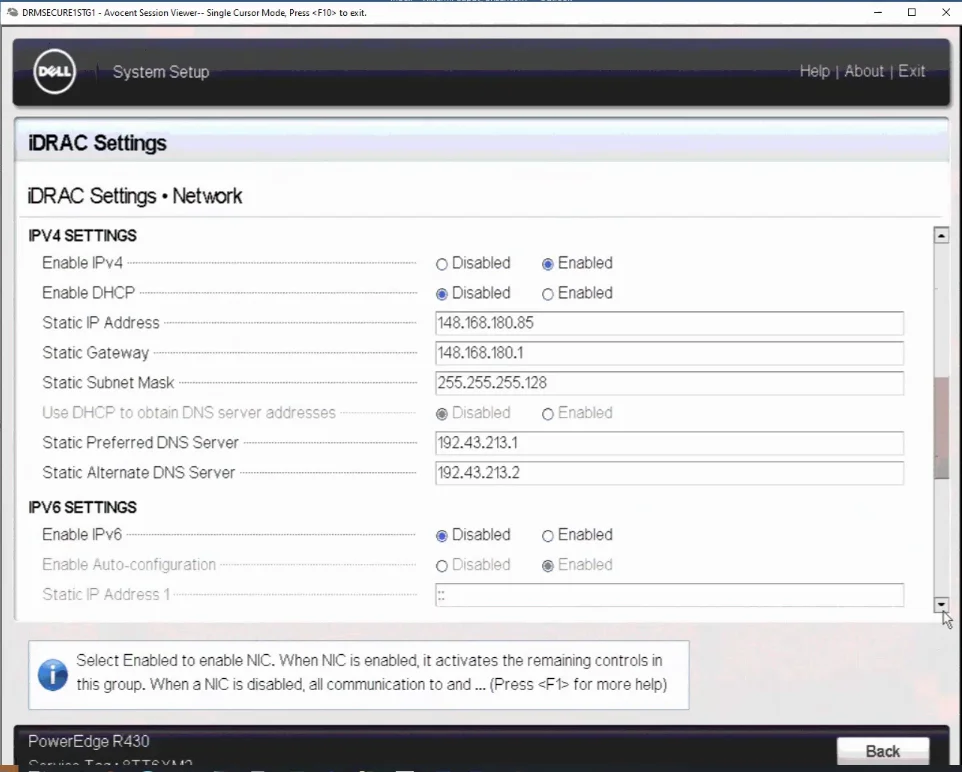 DRMSECURE1STG1 - Avocent Session Viewer-- Single Cursor Mode, Press <F10> to exit.
DELL
System Setup
Help | About | Exit
iDRAC Settings
iDRAC Settings • Network
IPV4 SETTINGS
Enable IPv4 Disabled Enabled
Enable DHCP Disabled Enabled
Static IP Address 148.168.180.85
Static Gateway 148.168.180.1
Static Subnet Mask 255.255.255.128
Use DHCP to obtain DNS server addresses Disabled Enabled
Static Preferred DNS Server 192.43.213.1
Static Alternate DNS Server 192.43.213.2
IPV6 SETTINGS
Enable IPv6 Disabled Enabled
Enable Auto-configuration Disabled Enabled
Static IP Address 1 ::
Select Enabled to enable NIC. When NIC is enabled, it activates the remaining controls in
this group. When a NIC is disabled, all communication to and ... (Press <F1> for more help)
PowerEdge R430
Service Tag :
Back